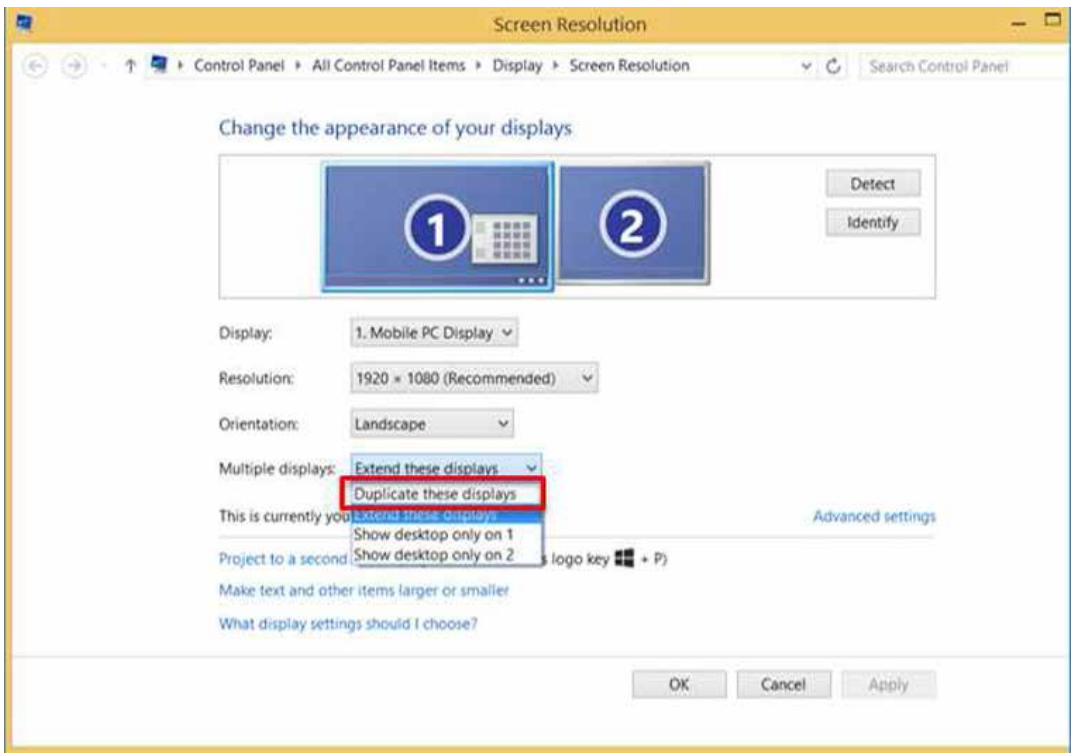 Screen Resolution
Control Panel All Control Panel Items Display Screen Resolution Search Control Panel
Change the appearance of your displays
1 2
Detect
Identify
Display: 1. Mobile PC Display
Resolution: 1920 × 1080 (Recommended)
Orientation: Landscape
Multiple displays: Extend these displays
Duplicate these displays
This is currently you Extend these displays Advanced settings
Show desktop only on 1
Project to a second Show desktop only on 2 s logo key + P)
Make text and other items larger or smaller
What display settings should I choose?
OK Cancel Apply